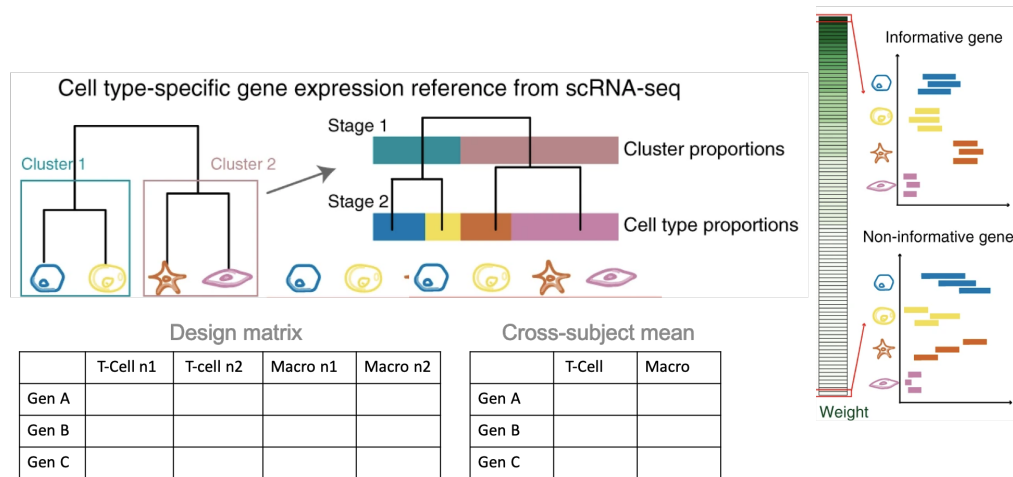 Cell type-specific gene expression reference from scRNA-seq
Cluster 1
Cluster 2
Stage 1
Cluster proportions
Stage 2
Cell type proportions
Informative gene
Non-informative gene
Weight
Design matrix
T-Cell n1 T-cell n2 Macro n1 Macro n2
Gen A
Gen B
Gen C
Cross-subject mean
T-Cell Macro
Gen A
Gen B
Gen C